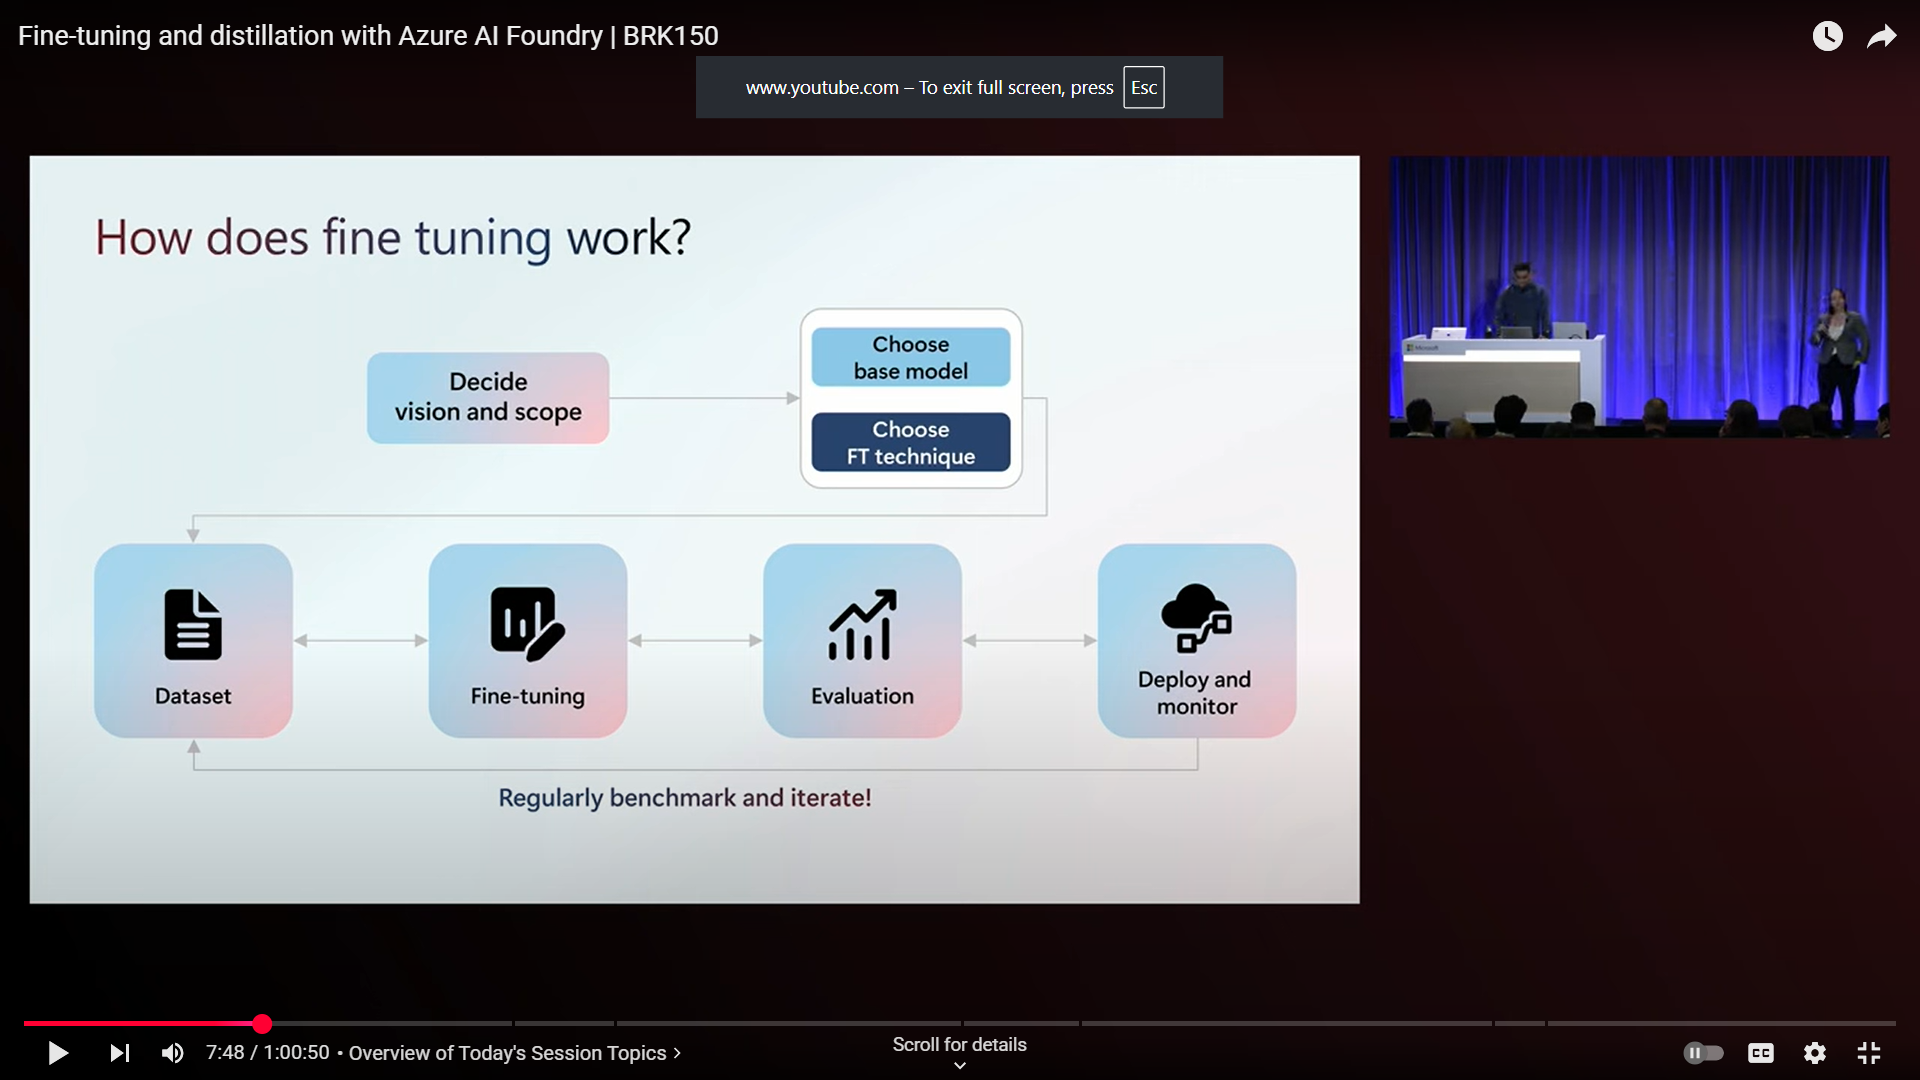 Fine-tuning and distillation with Azure AI Foundry | BRK150
www.youtube.com – To exit full screen, press Esc
How does fine tuning work?
Decide
vision and scope
Choose
base model
Choose
FT technique
Dataset
Fine-tuning
Evaluation
Deploy and
monitor
Regularly benchmark and iterate!
Microsoft
7:48 / 1:00:50 • Overview of Today's Session Topics >
Scroll for details
CC